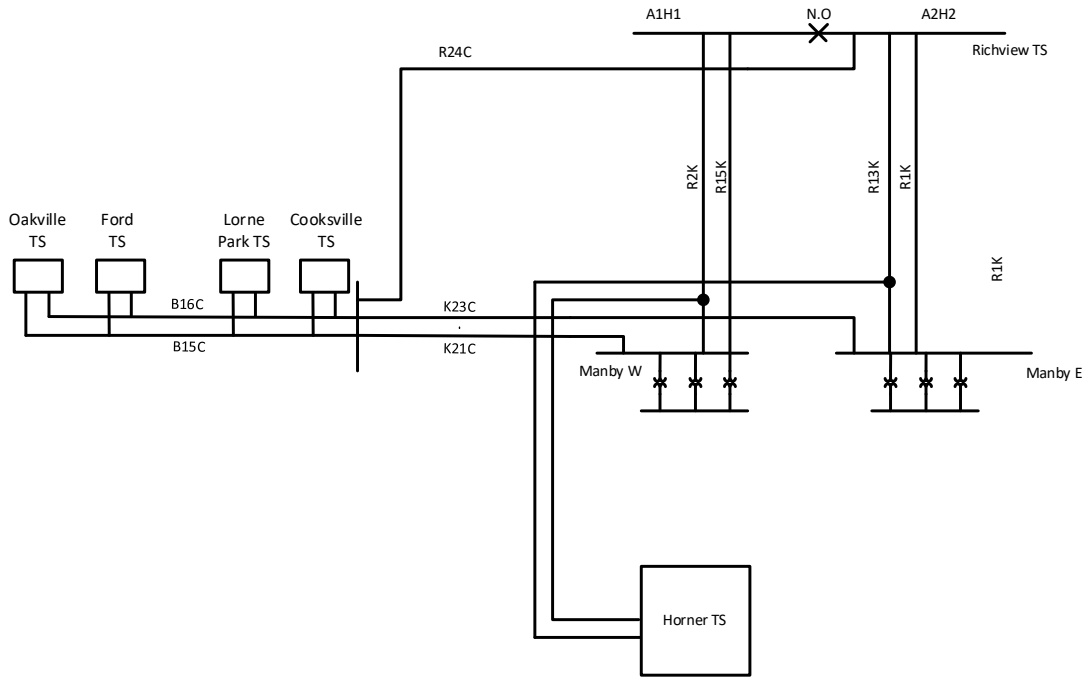 A1H1
N.O
A2H2
R24C
Richview TS
R2K
R15K
R13K
R1K
Oakville
TS
Ford
TS
Lorne
Park TS
Cooksville
TS
R1K
B16C
K23C
B15C
K21C
Manby W
Manby E
Horner TS